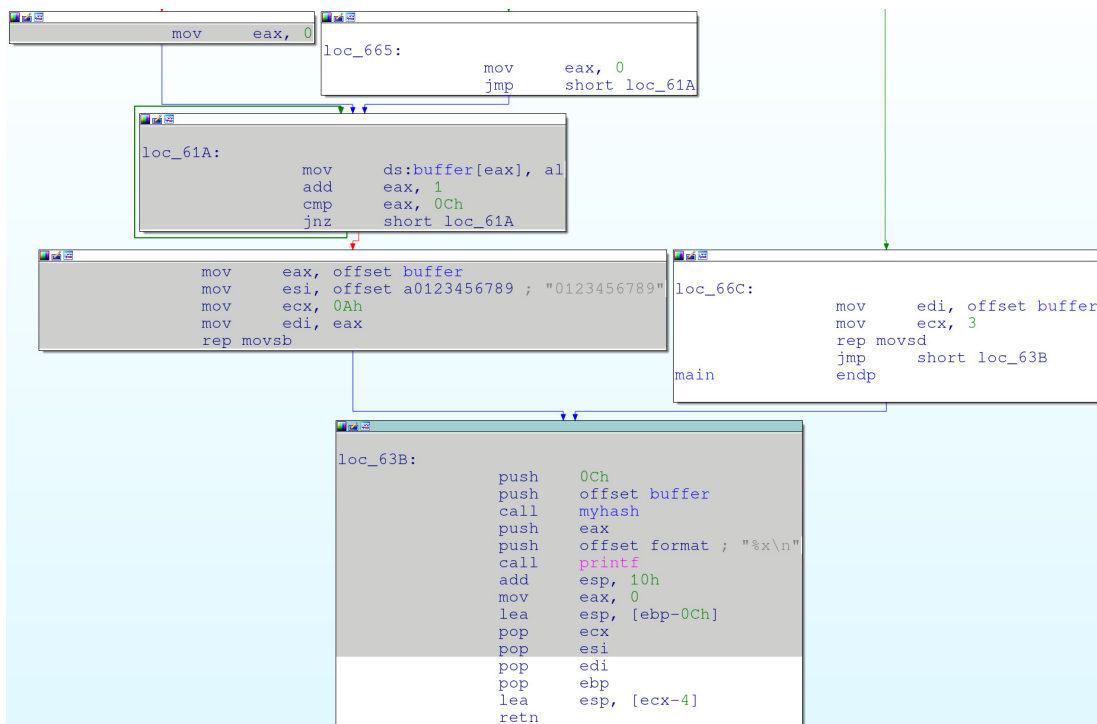 mov eax, 0
loc_665:
mov eax, 0
jmp short loc_61A
loc_61A:
mov ds:buffer[eax], al
add eax, 1
cmp eax, 0Ch
jnz short loc_61A
mov eax, offset buffer
mov esi, offset a0123456789 ; "0123456789"
mov ecx, 0Ah
mov edi, eax
rep movsb
loc_66C:
mov edi, offset buffer
mov ecx, 3
rep movsd
jmp short loc_63B
main endp
loc_63B:
push 0Ch
push offset buffer
call myhash
push eax
push offset format ; "%x\n"
call printf
add esp, 10h
mov eax, 0
lea esp, [ebp-0Ch]
pop ecx
pop esi
pop edi
pop ebp
lea esp, [ecx-4]
retn